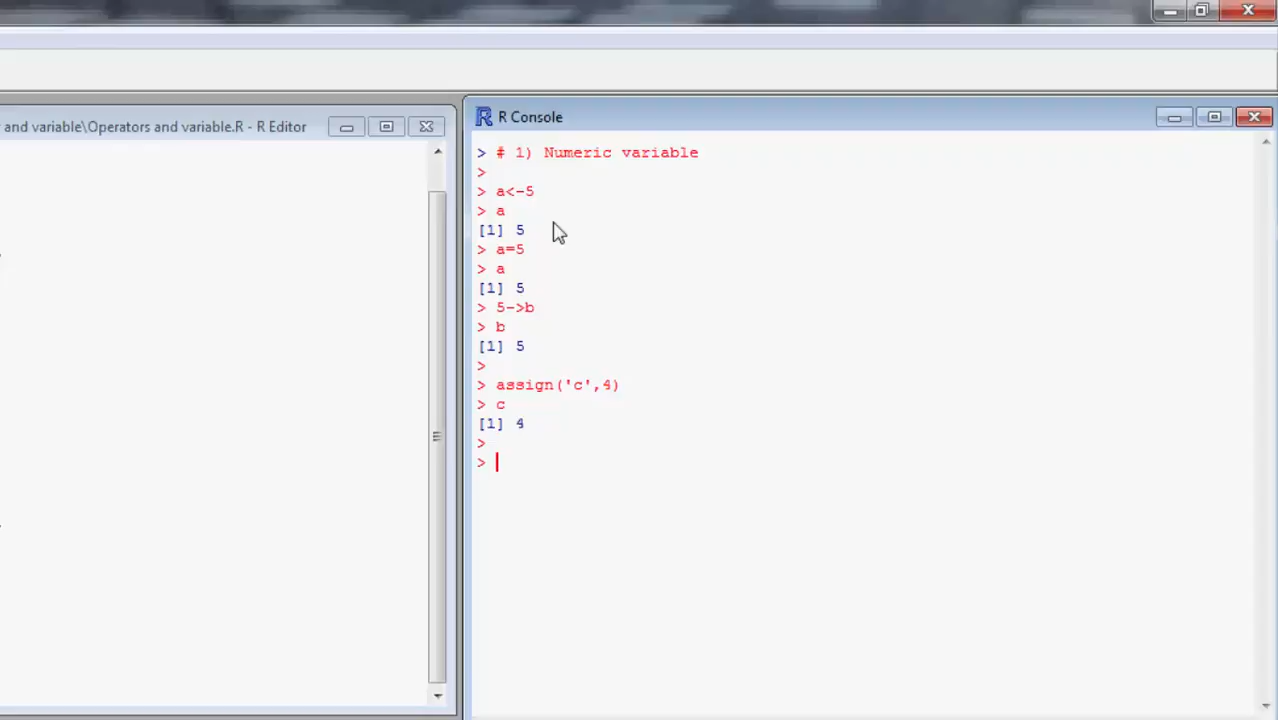 and variable\Operators and variable.R - R Editor
R Console
> # 1) Numeric variable
>
> a<-5
> a
[1] 5
> a=5
> a
[1] 5
> 5->b
> b
[1] 5
>
> assign('c',4)
> c
[1] 4
>
>